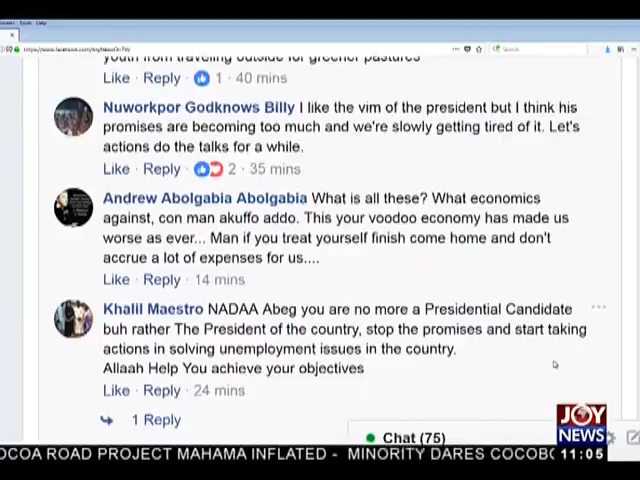 https://www.facebook.com/JoyNewsOnTV
Search
youth from traveling outside for greener pastures
Like · Reply · 1 · 40 mins
Nuworkpor Godknows Billy I like the vim of the president but I think his
promises are becoming too much and we're slowly getting tired of it. Let's
actions do the talks for a while.
Like · Reply · 2 · 35 mins
Andrew Abolgabia Abolgabia What is all these? What economics
against, con man akuffo addo. This your voodoo economy has made us
worse as ever... Man if you treat yourself finish come home and don't
accrue a lot of expenses for us....
Like · Reply · 14 mins
Khalil Maestro NADAA Abeg you are no more a Presidential Candidate
buh rather The President of the country, stop the promises and start taking
actions in solving unemployment issues in the country.
Allaah Help You achieve your objectives
Like · Reply · 24 mins
1 Reply
Chat (75)
JOY
NEWS
OCOA ROAD PROJECT MAHAMA INFLATED - MINORITY DARES COCOBO
11:05